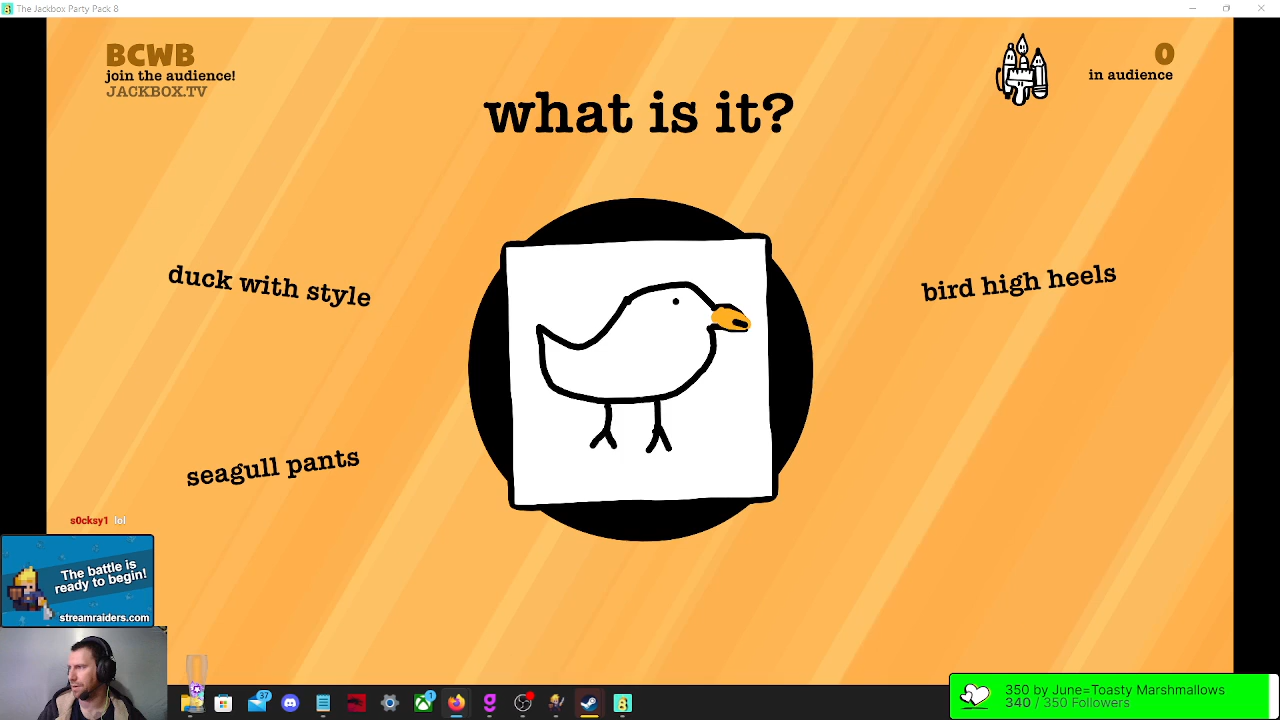 The Jackbox Party Pack 8
BCWB
join the audience!
JACKBOX.TV
0
in audience
what is it?
duck with style
bird high heels
seagull pants
s0cksy1 lol
The battle is
ready to begin!
streamraiders.com
37
1
350 by June=Toasty Marshmallows
340 / 350 Followers